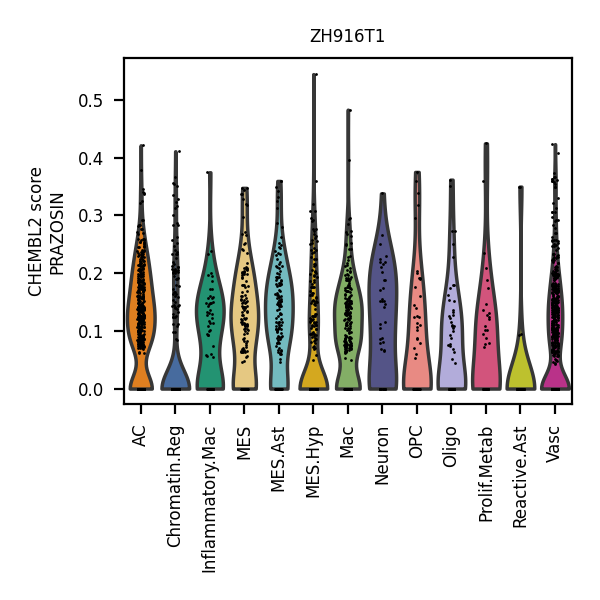 ZH916T1
CHEMBL2 score
PRAZOSIN
0.5
0.4
0.3
0.2
0.1
0.0
AC
Chromatin.Reg
Inflammatory.Mac
MES
MES.Ast
MES.Hyp
Mac
Neuron
OPC
Oligo
Prolif.Metab
Reactive.Ast
Vasc